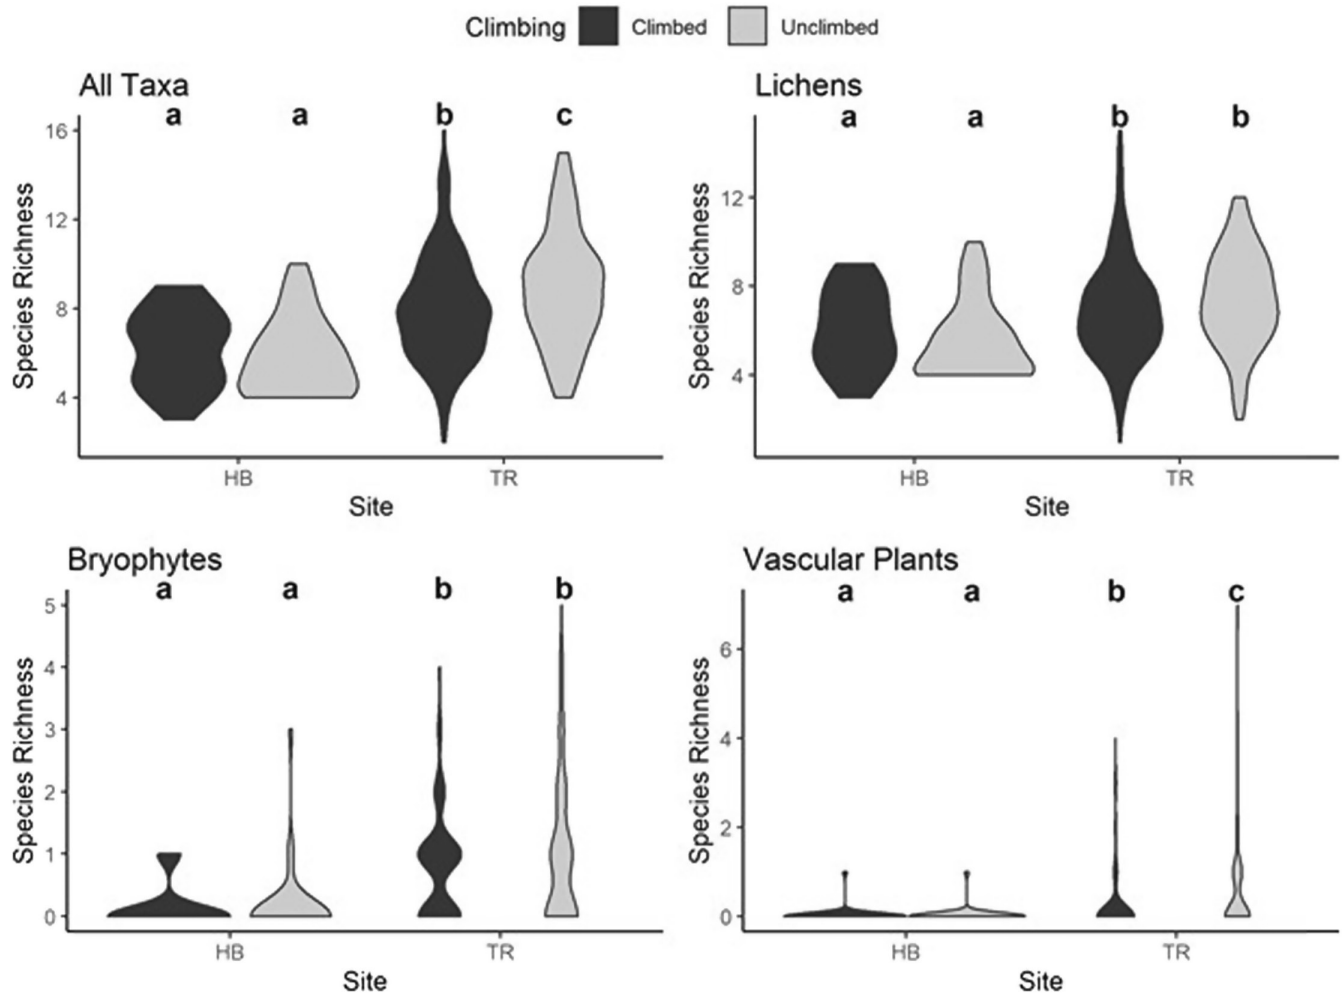 Climbing Climbed Unclimbed
All Taxa
a a b c
16
12
8
4
Species Richness
HB TR
Site
Lichens
a a b b
12
8
4
Species Richness
HB TR
Site
Bryophytes
a a b b
5
4
3
2
1
0
Species Richness
HB TR
Site
Vascular Plants
a a b c
6
4
2
0
Species Richness
HB TR
Site